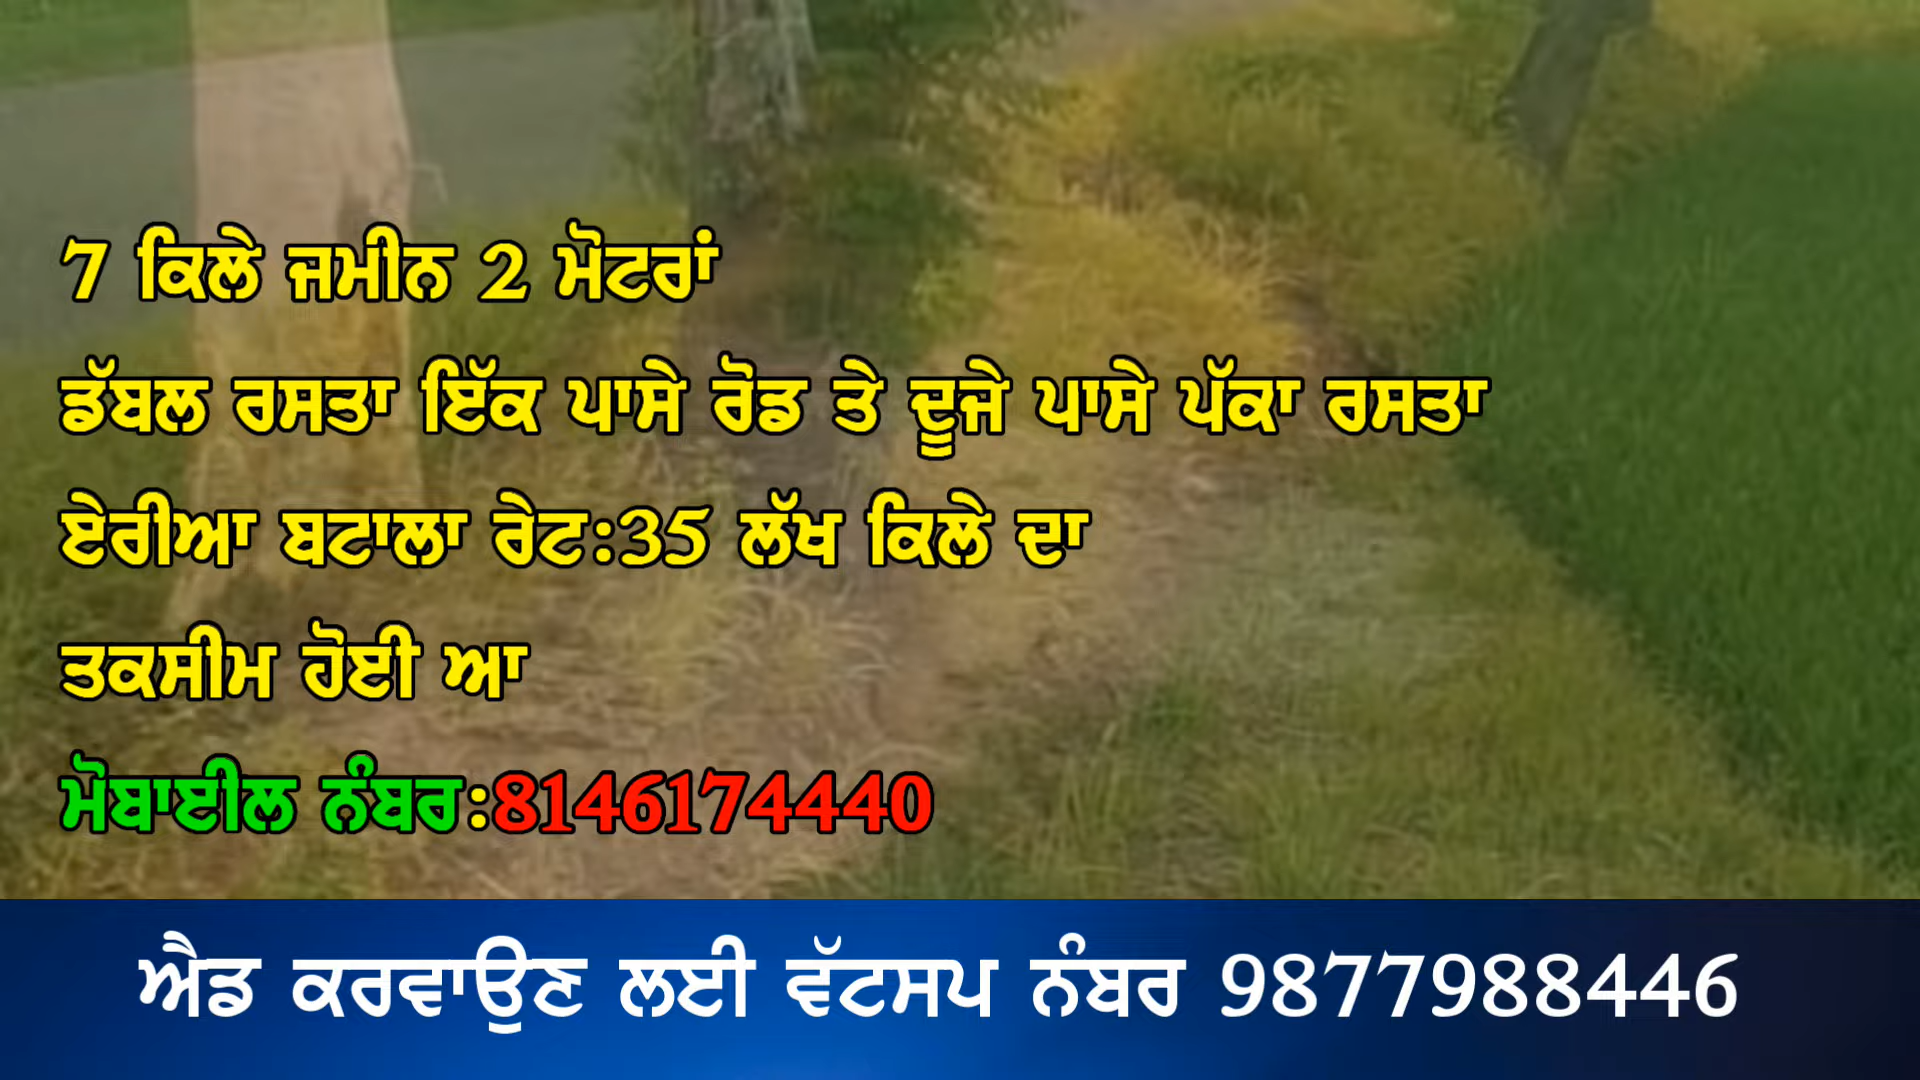 7 ਕਿਲੇ ਜਮੀਨ 2 ਮੋਟਰਾਂ
ਡੱਬਲ ਰਸਤਾ ਇੱਕ ਪਾਸੇ ਰੋਡ ਤੇ ਦੂਜੇ ਪਾਸੇ ਪੱਕਾ ਰਸਤਾ
ਏਰੀਆ ਬਟਾਲਾ ਰੇਟ:35 ਲੱਖ ਕਿਲੇ ਦਾ
ਤਕਸੀਮ ਹੋਈ ਆ
ਮੋਬਾਈਲ ਨੰਬਰ:8146174440
ਐਡ ਕਰਵਾਉਣ ਲਈ ਵੱਟਸਪ ਨੰਬਰ 9877988446